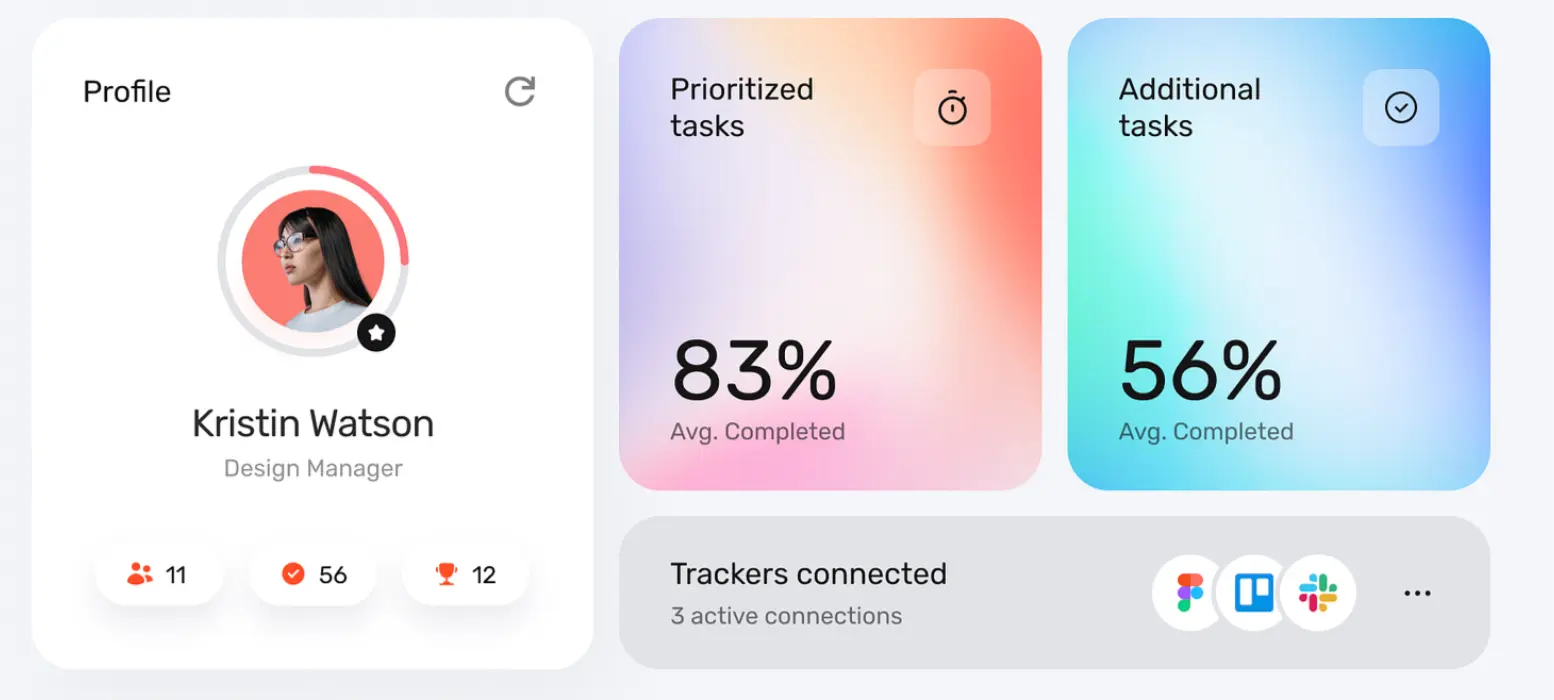 Profile
Kristin Watson
Design Manager
11
56
12
Prioritized
tasks
83%
Avg. Completed
Additional
tasks
56%
Avg. Completed
Trackers connected
3 active connections